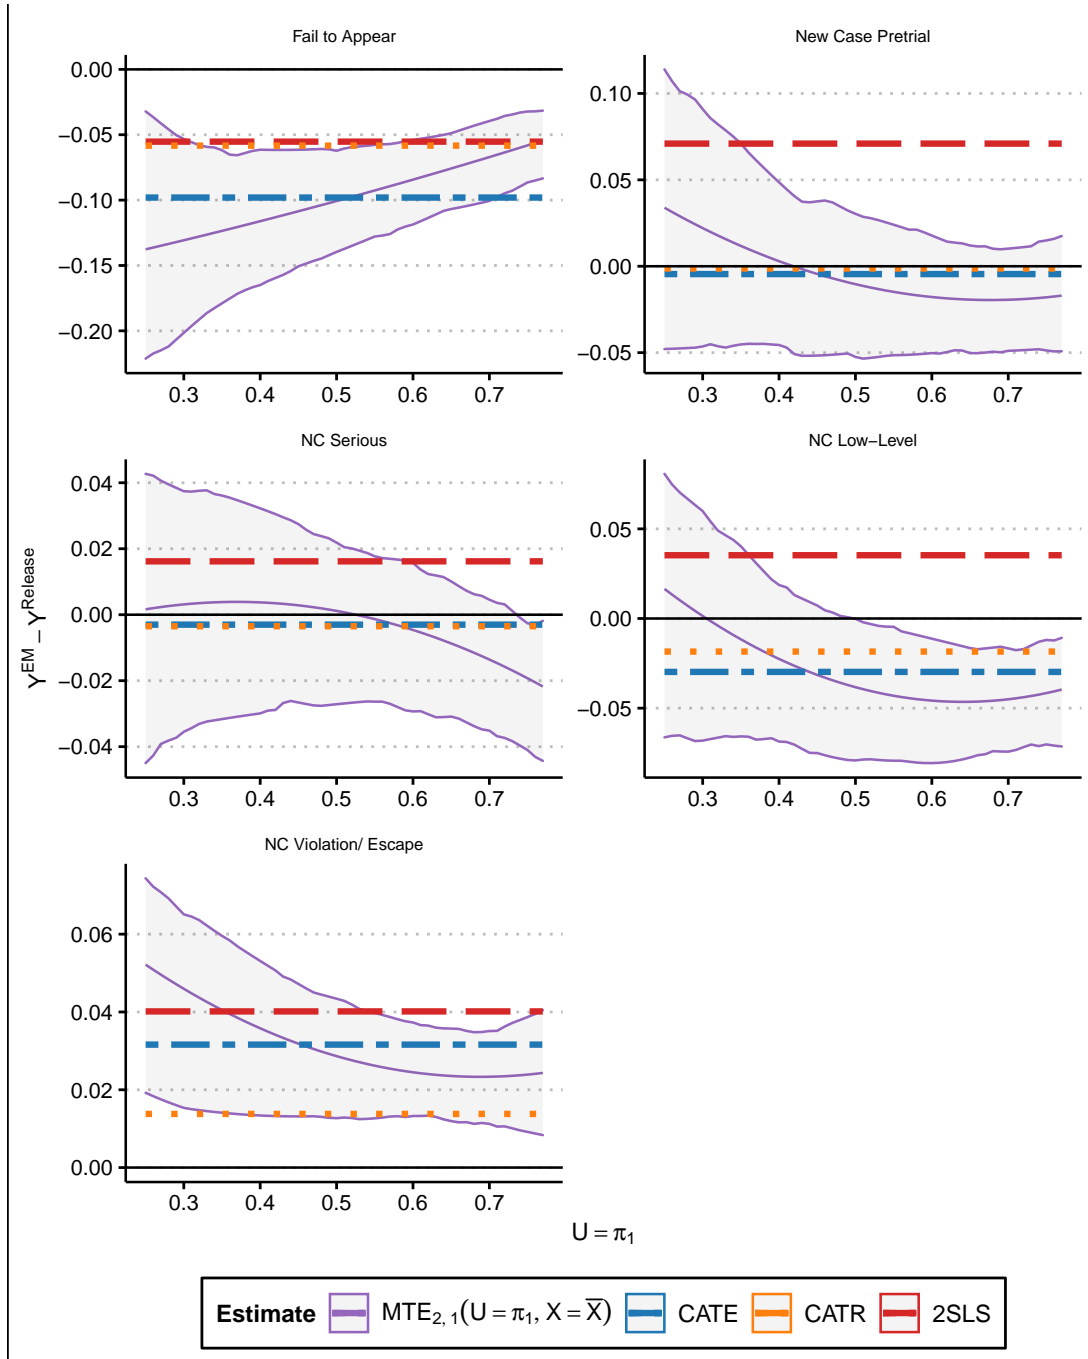 Fail to Appear
0.00
−0.05
−0.10
−0.15
−0.20
0.3 0.4 0.5 0.6 0.7
New Case Pretrial
0.10
0.05
0.00
−0.05
0.3 0.4 0.5 0.6 0.7
NC Serious
0.04
0.02
0.00
−0.02
−0.04
0.3 0.4 0.5 0.6 0.7
NC Low−Level
0.05
0.00
−0.05
0.3 0.4 0.5 0.6 0.7
NC Violation/ Escape
0.06
0.04
0.02
0.00
0.3 0.4 0.5 0.6 0.7
Y^EM − Y^Release
U = π₁
Estimate MTE₂, ₁(U = π₁, X = X̅) CATE CATR 2SLS